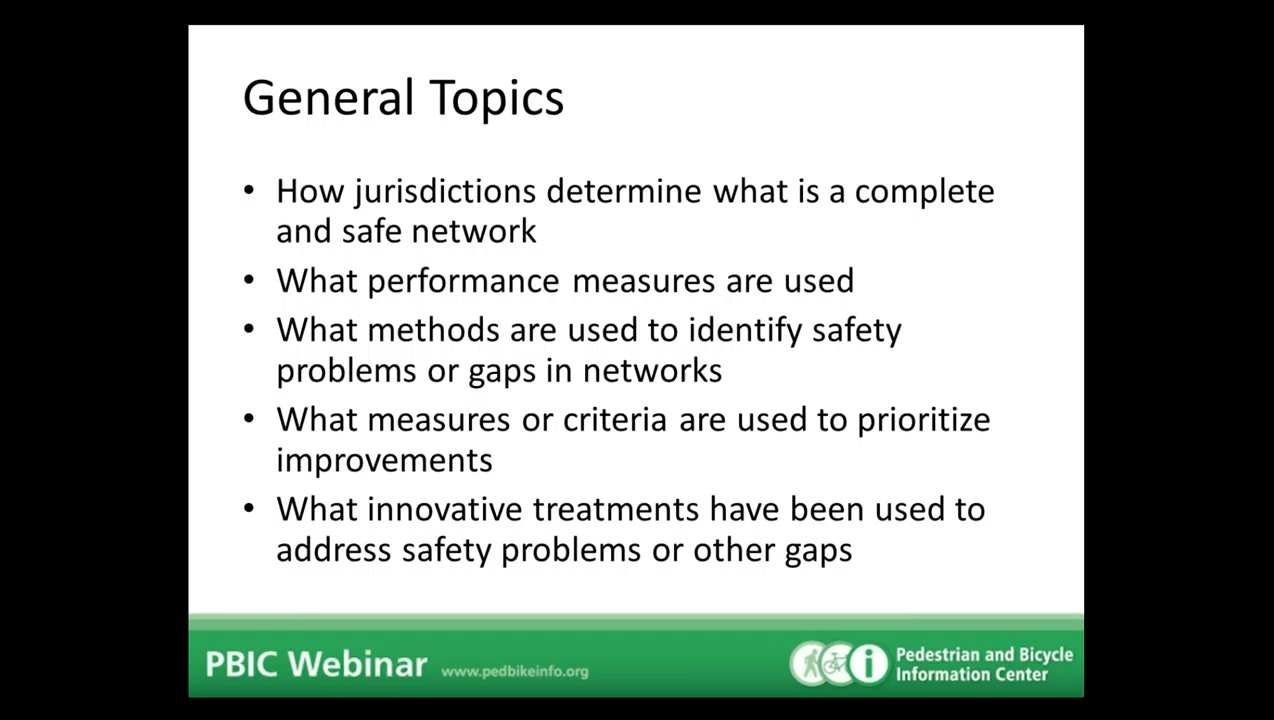 General Topics
• How jurisdictions determine what is a complete
and safe network
• What performance measures are used
• What methods are used to identify safety
problems or gaps in networks
• What measures or criteria are used to prioritize
improvements
• What innovative treatments have been used to
address safety problems or other gaps
PBIC Webinar www.pedbikeinfo.org
i
Pedestrian and Bicycle
Information Center